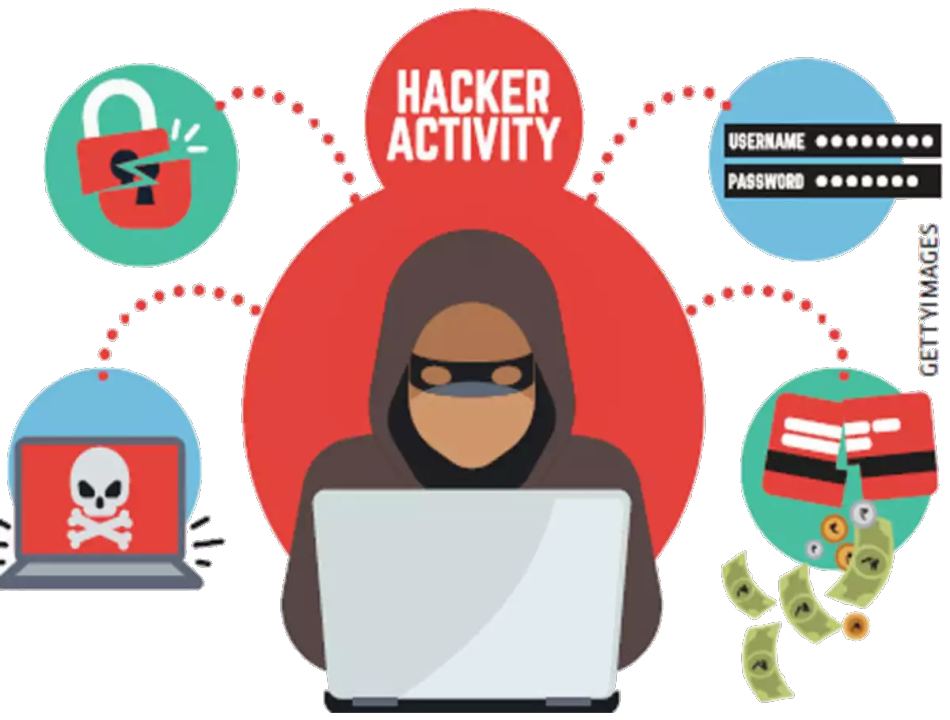 HACKER
ACTIVITY
USERNAME
PASSWORD
GETTYIMAGES